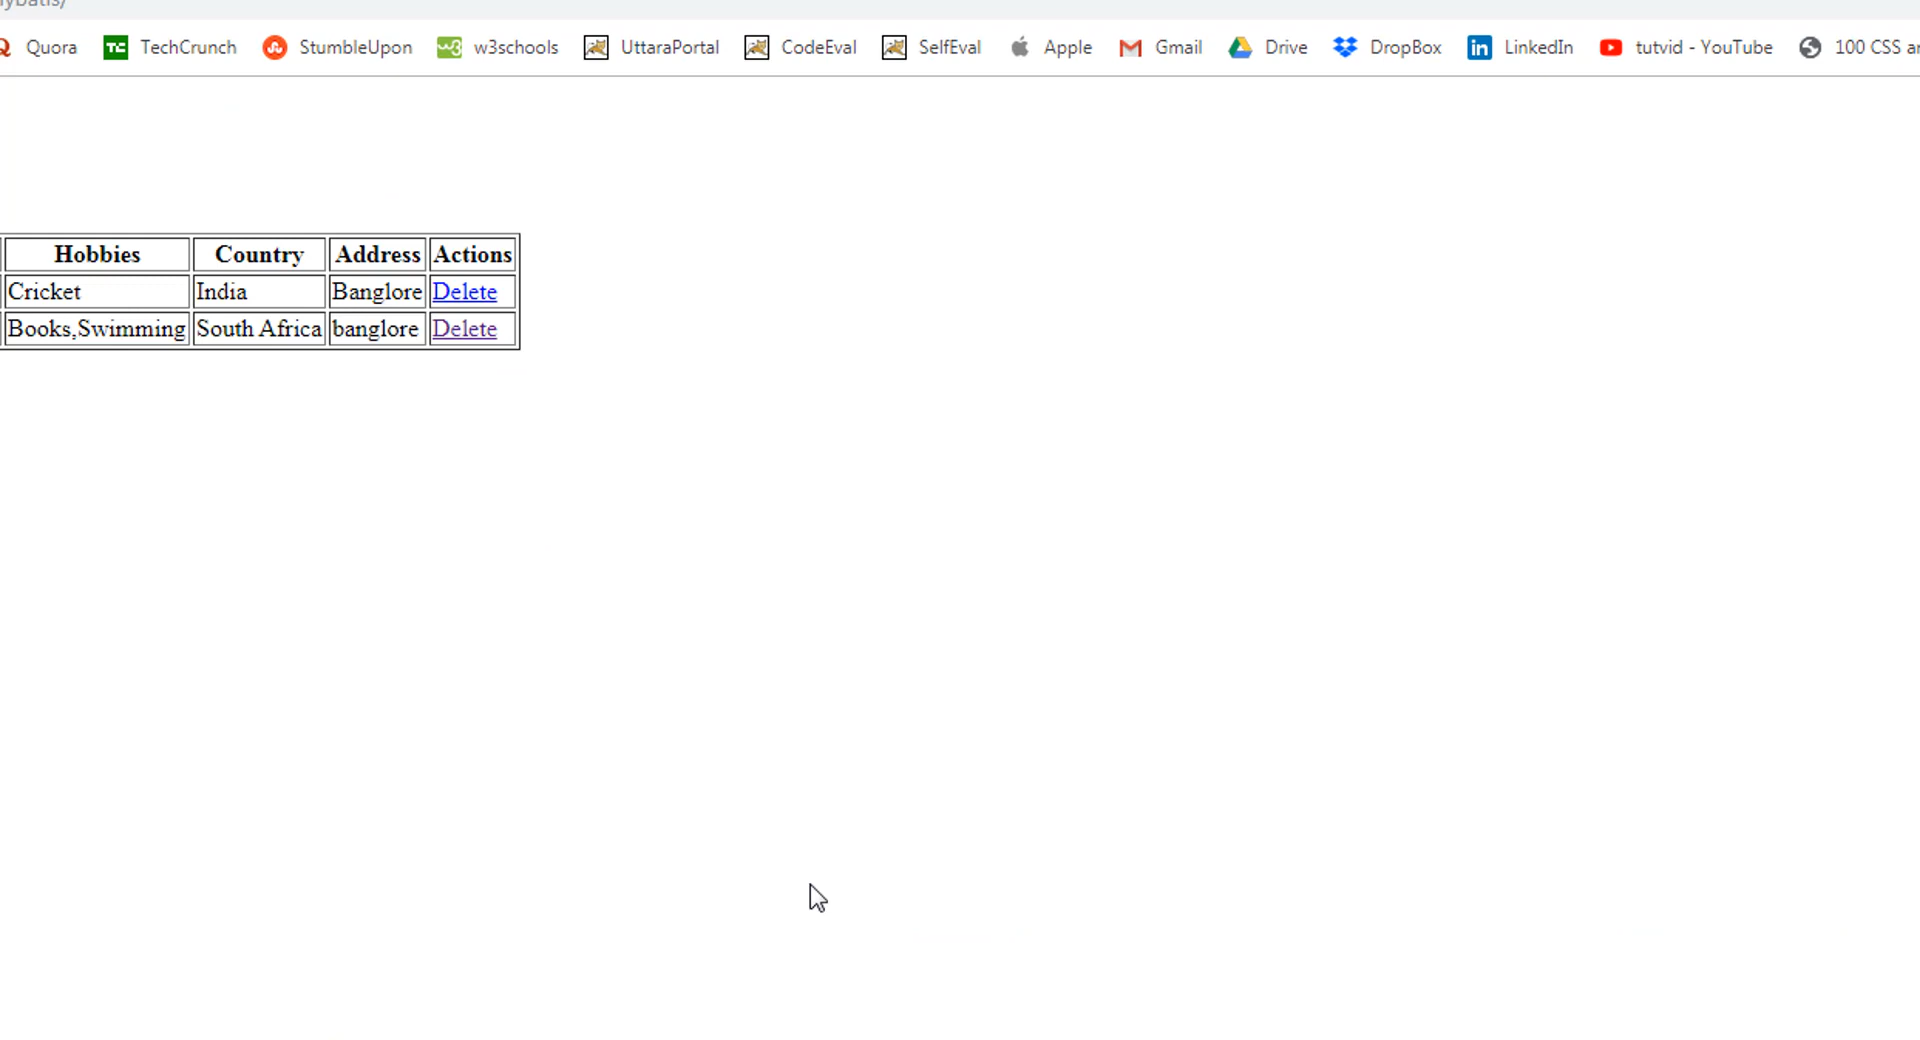 ybatis/
Quora TechCrunch StumbleUpon w3schools UttaraPortal CodeEval SelfEval Apple Gmail Drive DropBox LinkedIn tutvid - YouTube 100 CSS
Hobbies Country Address Actions
Cricket India Banglore Delete
Books,Swimming South Africa banglore Delete